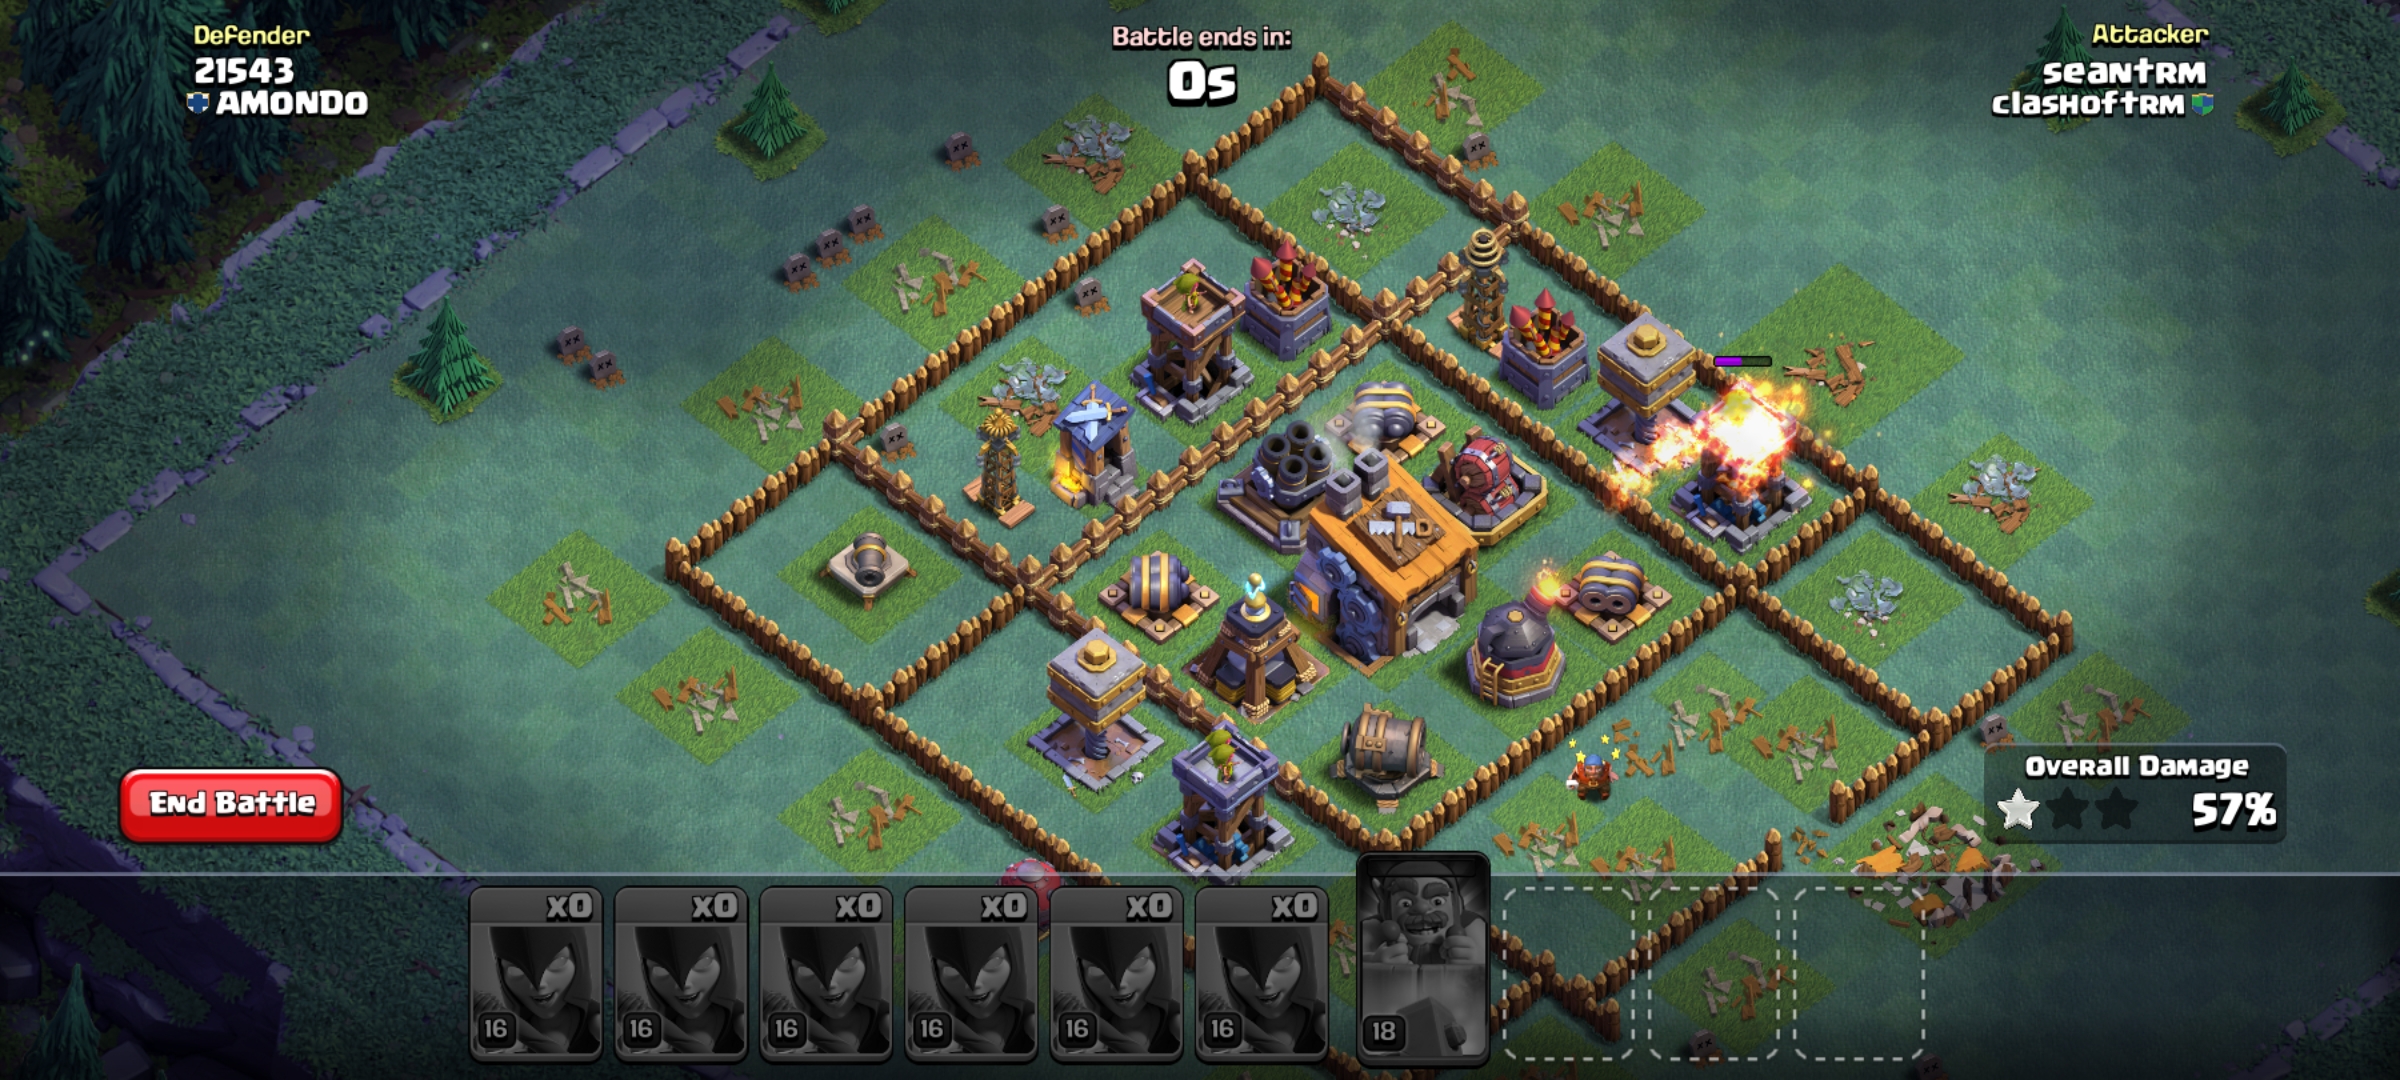 Defender
21543
AMONDO
Battle ends in:
0s
Attacker
seantRM
clashoftRM
Overall Damage
57%
End Battle
x0
x0
x0
x0
x0
x0
16
16
16
16
16
16
18